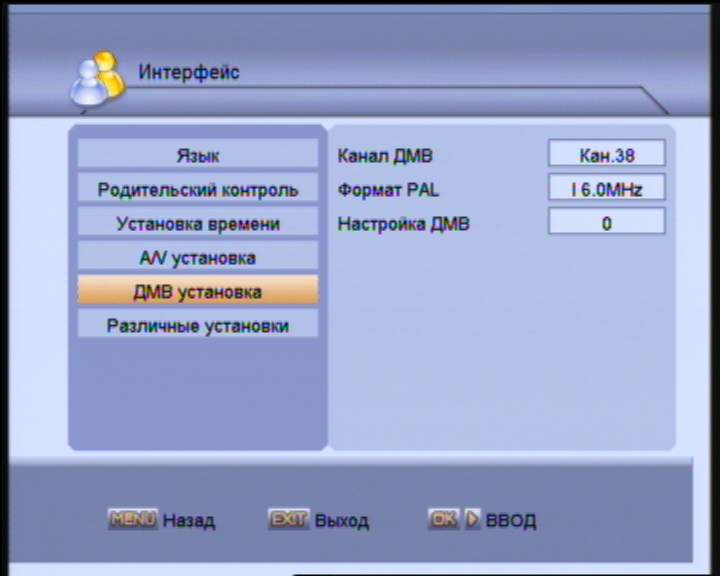 Интерфейс
Язык
Родительский контроль
Установка времени
A/V установка
ДМВ установка
Различные установки
Канал ДМВ Кан.38
Формат PAL I 6.0MHz
Настройка ДМВ 0
MENU Назад EXIT Выход OK ВВОД